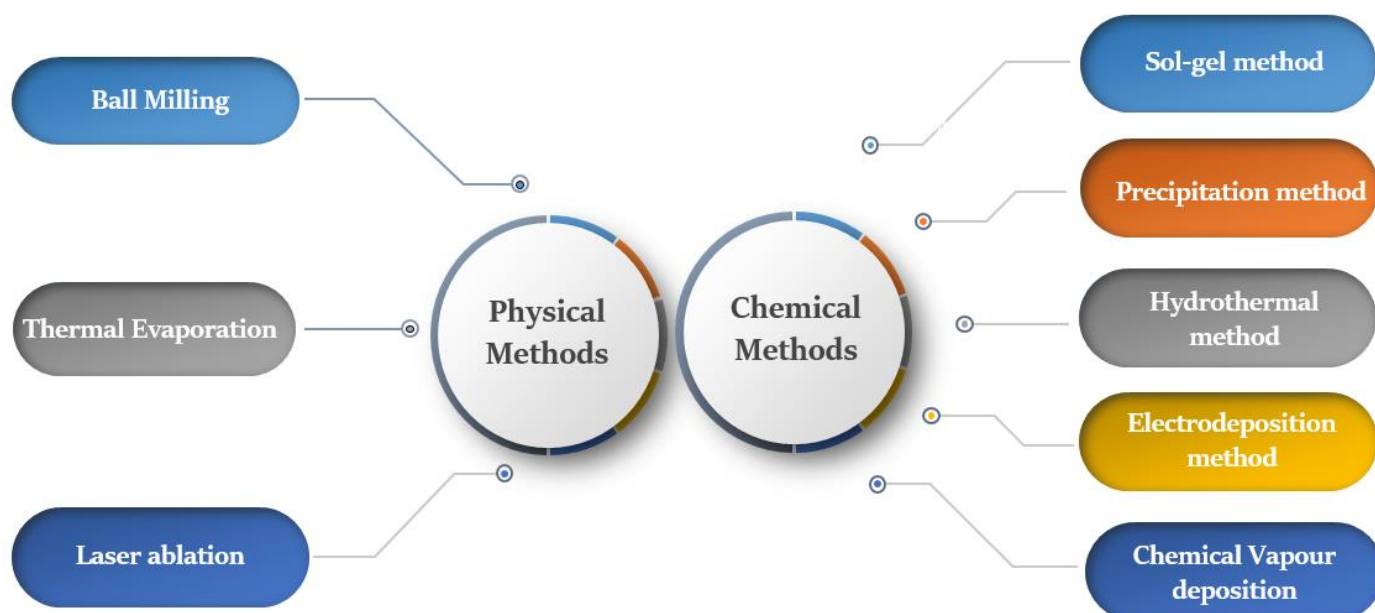 Ball Milling
Thermal Evaporation
Laser ablation
Physical
Methods
Chemical
Methods
Sol-gel method
Precipitation method
Hydrothermal
method
Electrodeposition
method
Chemical Vapour
deposition